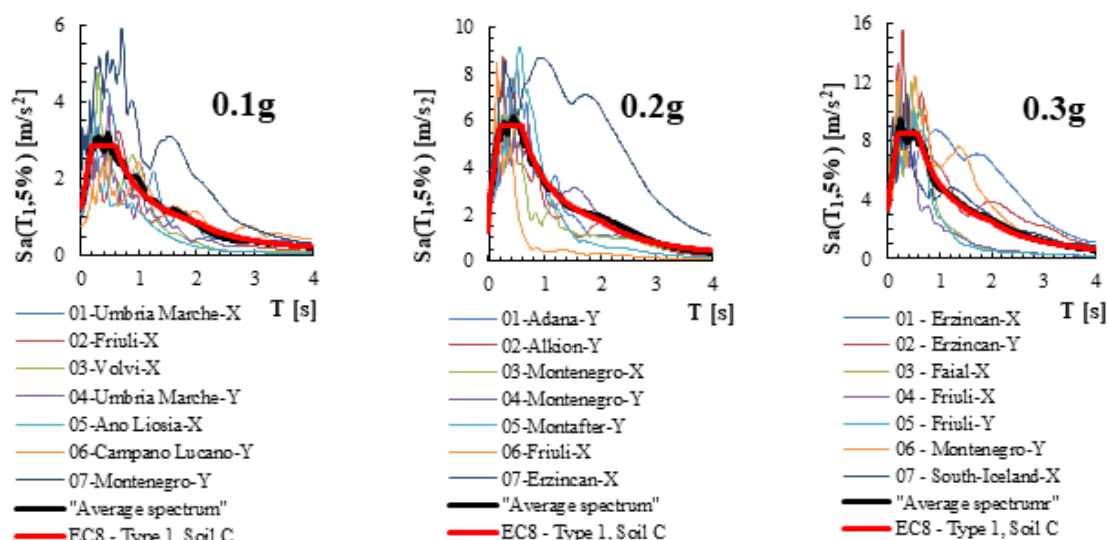 6
4
2
0
Sa(T₁,5%) [m/s²]
0.1g
0 1 2 3 4
T [s]
01-Umbria Marche-X
02-Friuli-X
03-Volvi-X
04-Umbria Marche-Y
05-Ano Liosia-X
06-Campano Lucano-Y
07-Montenegro-Y
"Average spectrum"
EC8 - Type 1, Soil C
10
8
6
4
2
0
Sa(T₁,5%) [m/s₂]
0.2g
0 1 2 3 4
T [s]
01-Adana-Y
02-Alkion-Y
03-Montenegro-X
04-Montenegro-Y
05-Montafter-Y
06-Friuli-X
07-Erzincan-X
"Average spectrum"
EC8 - Type 1, Soil C
16
12
8
4
0
Sa(T₁,5%) [m/s²]
0.3g
0 1 2 3 4
T [s]
01 - Erzincan-X
02 - Erzincan-Y
03 - Faial-X
04 - Friuli-X
05 - Friuli-Y
06 - Montenegro-Y
07 - South-Iceland-X
"Average spectrumr"
EC8 - Type 1, Soil C